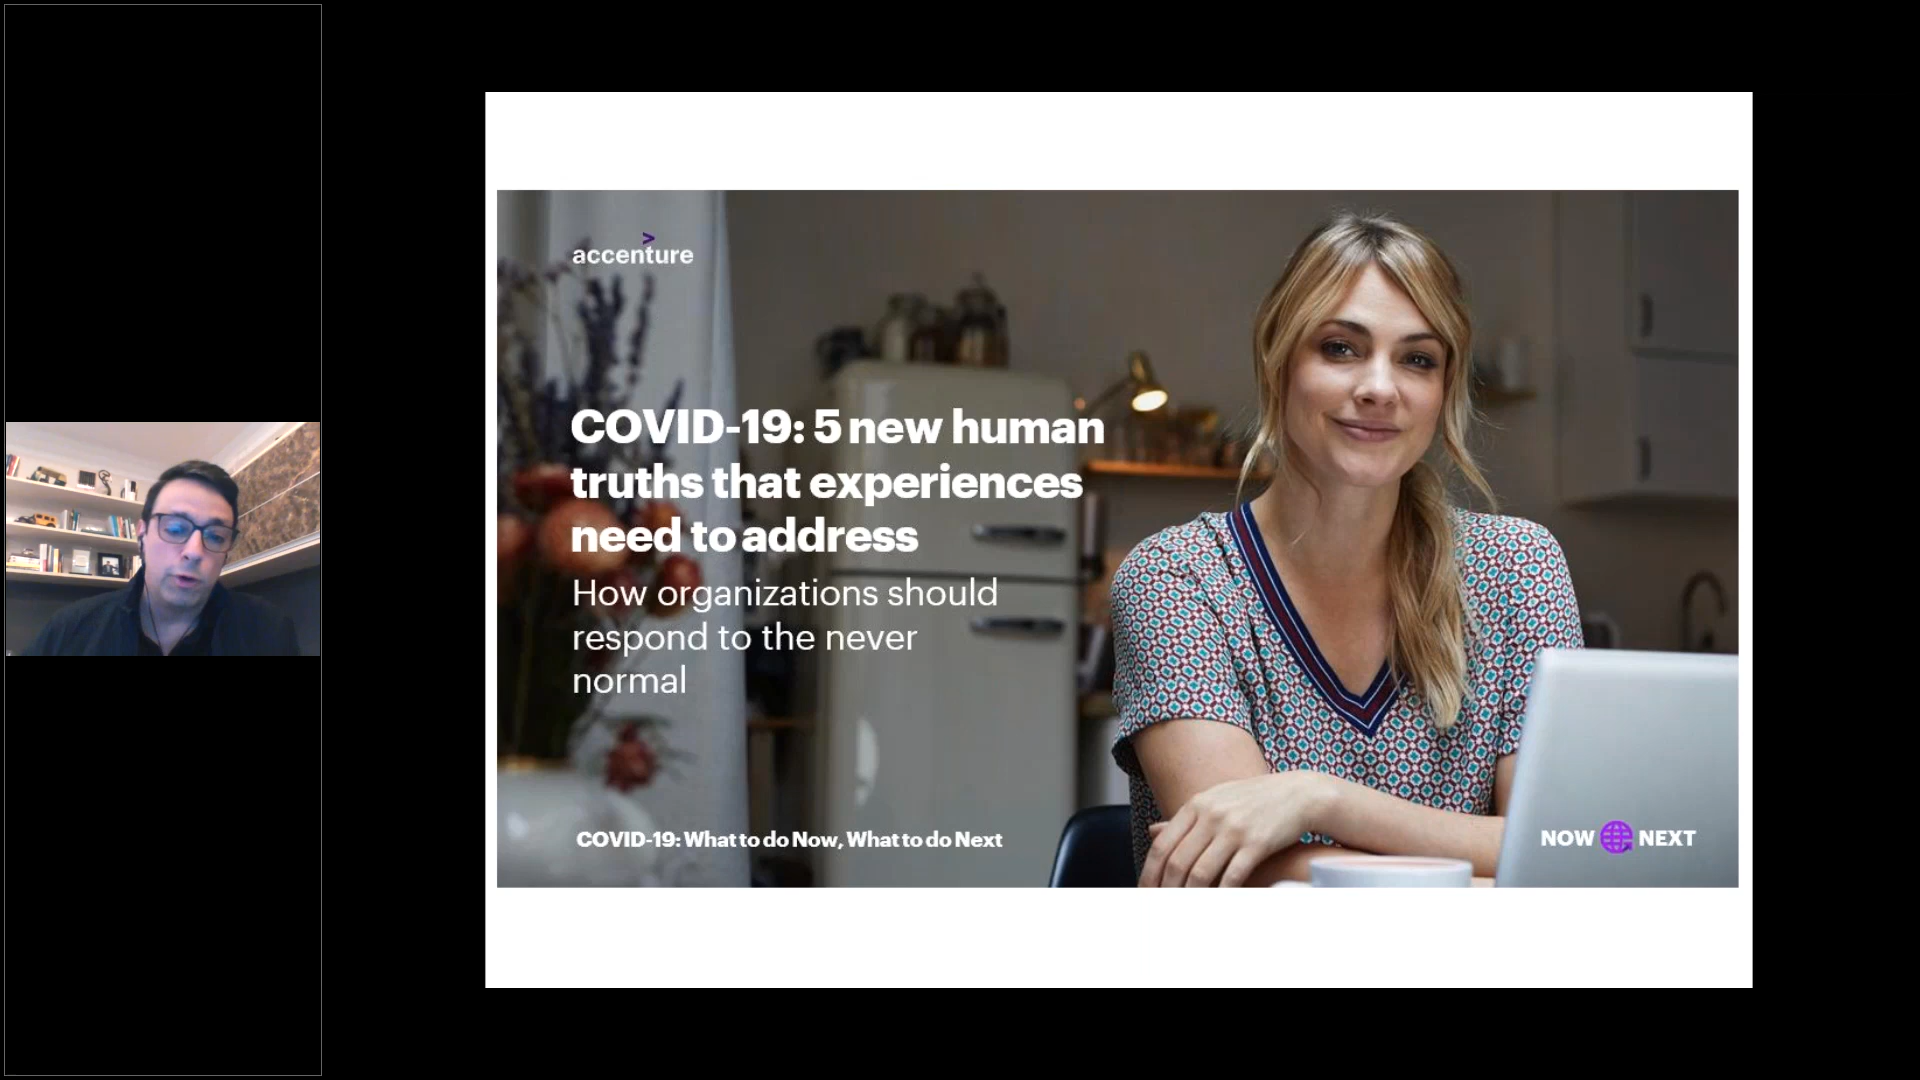 accenture
COVID-19: 5 new human
truths that experiences
need to address
How organizations should
respond to the never
normal
COVID-19: What to do Now, What to do Next
NOW NEXT